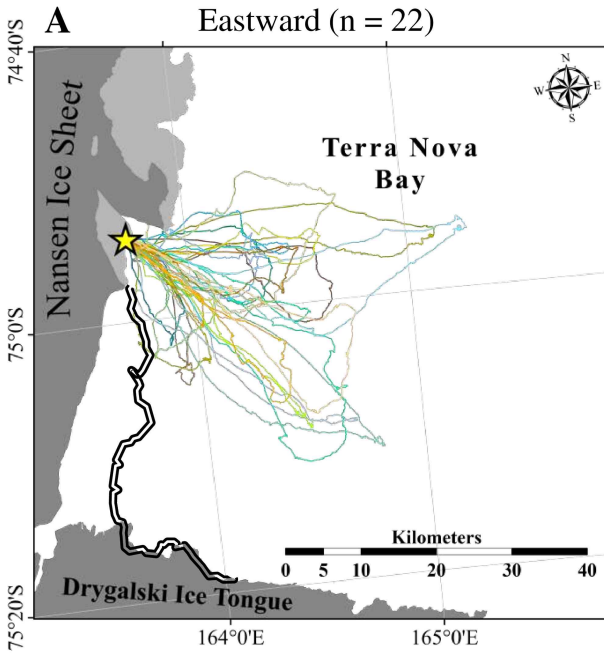 A
Eastward (n = 22)
74°40'S
N
W
E
S
Nansen Ice Sheet
Terra Nova
Bay
75°0'S
Kilometers
0 5 10 20 30 40
Drygalski Ice Tongue
75°20'S
164°0'E
165°0'E